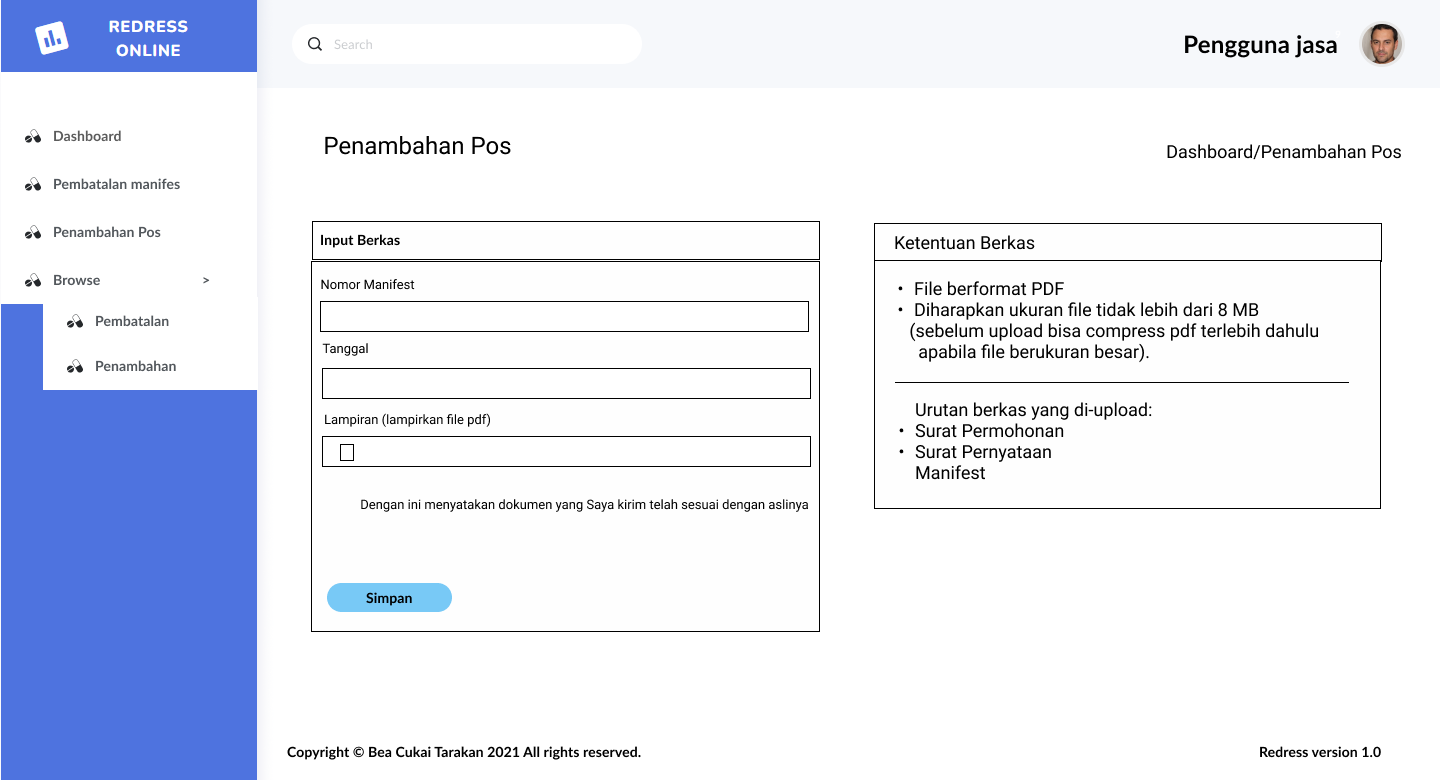 REDRESS
ONLINE
Search
Pengguna jasa
Dashboard
Pembatalan manifes
Penambahan Pos
Browse >
Pembatalan
Penambahan
Penambahan Pos
Dashboard/Penambahan Pos
Input Berkas
Nomor Manifest
Tanggal
Lampiran (lampirkan file pdf)
Dengan ini menyatakan dokumen yang Saya kirim telah sesuai dengan aslinya
Simpan
Ketentuan Berkas
• File berformat PDF
• Diharapkan ukuran file tidak lebih dari 8 MB
(sebelum upload bisa compress pdf terlebih dahulu
apabila file berukuran besar).
Urutan berkas yang di-upload:
• Surat Permohonan
• Surat Pernyataan
Manifest
Copyright © Bea Cukai Tarakan 2021 All rights reserved.
Redress version 1.0